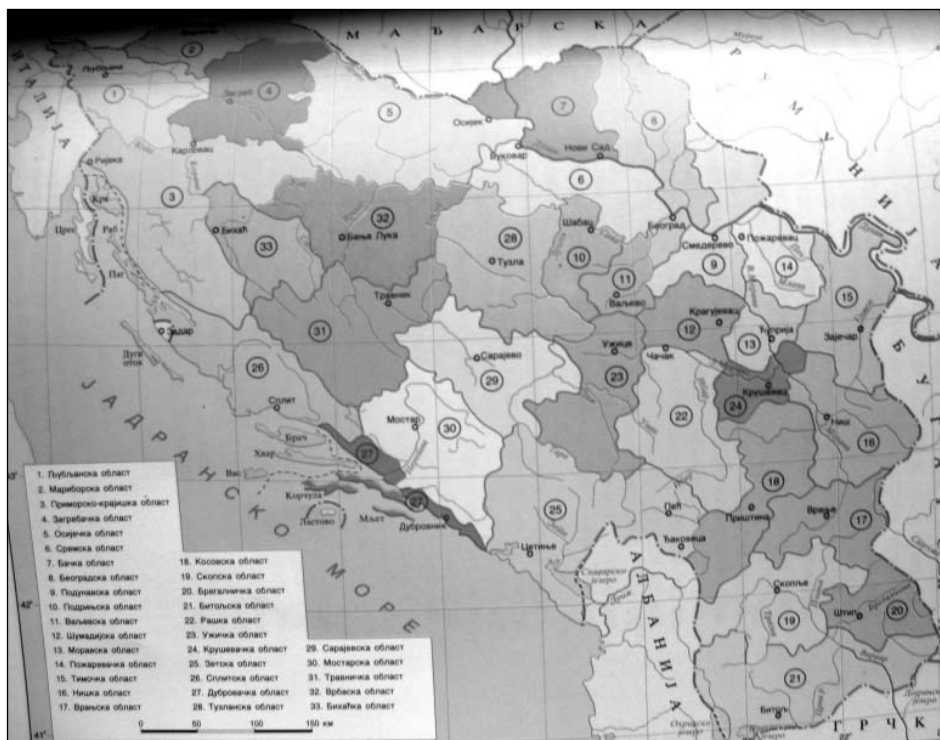 МАЂАРСКА
РУМУНИЈА
ИТАЛИЈА
Љубљана
Загреб
Осијек
Карловац
Вуковар
Нови Сад
Ријека
Крк
Црес
Раб
Паг
Бихаћ
Бања Лука
Тузла
Шабац
Београд
Смедерево
Пожаревац
Ваљево
Травник
Крагујевац
Ћуприја
Зајечар
Задар
Дуги
оток
Ужице
Чачак
Сарајево
Крушевац
Ниш
Сплит
Мостар
Брач
Хвар
Вис
Корчула
Ластово
Мљет
Дубровник
Цетиње
Пећ
Ђаковица
Приштина
Врање
Скопље
Штип
Битољ
Скадарско
језеро
Охридско
језеро
Дојранско
језеро
ЈАДРАНСКО МОРЕ
АЛБАНИЈА
ГРЧК
1. Љубљанска област
2. Мариборска област
3. Приморско-крајишка област
4. Загребачка област
5. Осијечка област
6. Сремска област
7. Бачка област
8. Београдска област
9. Подунавска област
10. Подрињска област
11. Ваљевска област
12. Шумадијска област
13. Моравска област
14. Пожаревачка област
15. Тимочка област
16. Нишка област
17. Врањска област
18. Косовска област
19. Скопска област
20. Брегалничка област
21. Битољска област
22. Рашка област
23. Ужичка област
24. Крушевачка област
25. Зетска област
26. Сплитска област
27. Дубровачка област
28. Тузланска област
29. Сарајевска област
30. Мостарска област
31. Травничка област
32. Врбаска област
33. Бихаћка област
0 50 100 150
км